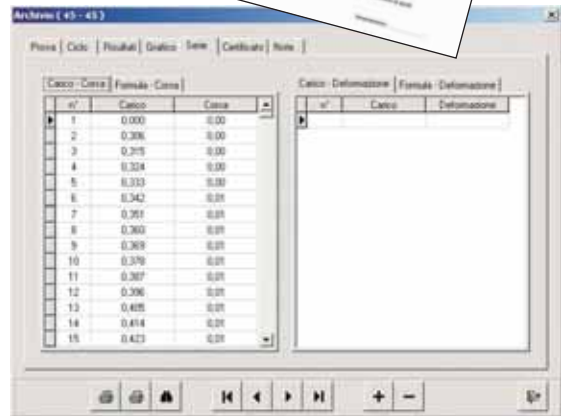 Archivio ( 45 - 45 )
Prova Ciclo Risultati Grafico Serie Certificato Note
Carico - Corsa Formula - Corsa
n° Carico Corsa
1 0,000 0,00
2 0,306 0,00
3 0,315 0,00
4 0,324 0,00
5 0,333 0,00
6 0,342 0,01
7 0,351 0,01
8 0,360 0,01
9 0,369 0,01
10 0,378 0,01
11 0,387 0,01
12 0,396 0,01
13 0,405 0,01
14 0,414 0,01
15 0,423 0,01
Carico - Deformazione Formula - Deformazione
n° Carico Deformazione